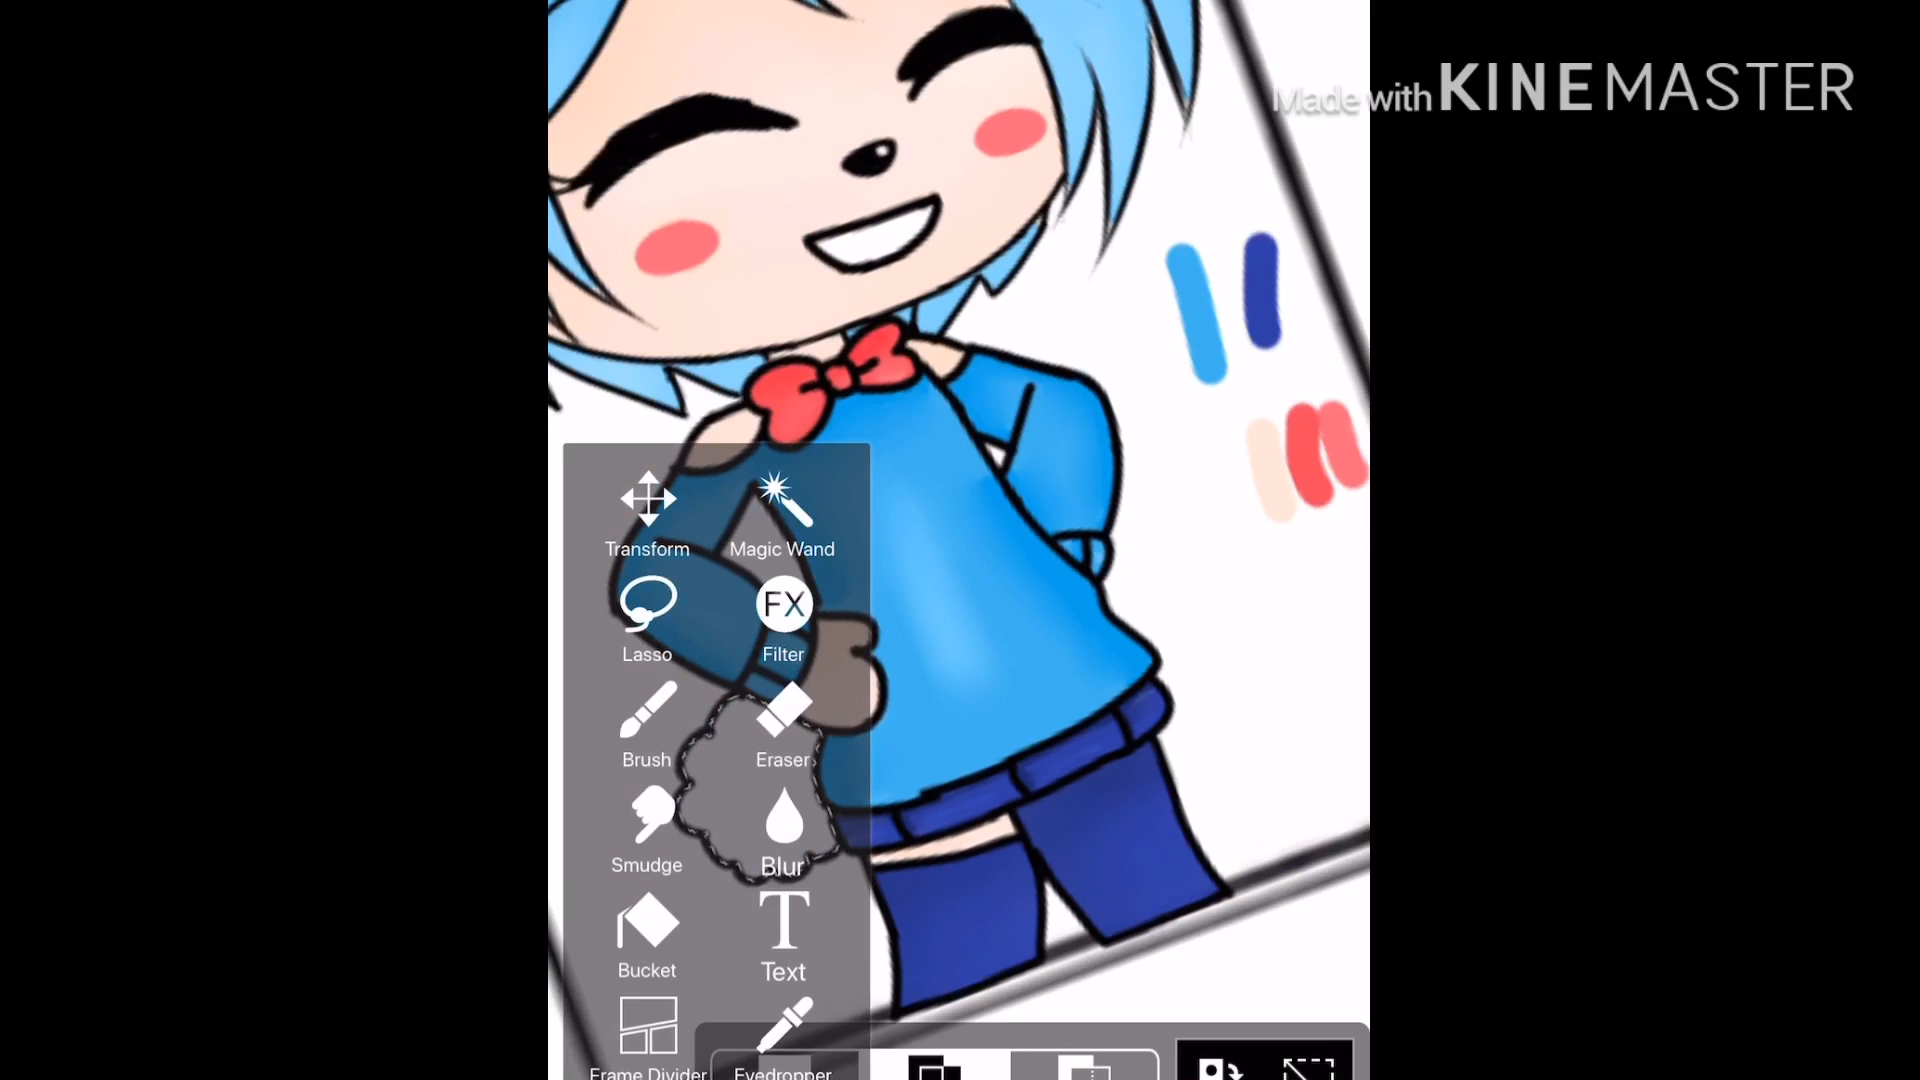 Made with KINEMASTER
Transform Magic Wand
Lasso FX Filter
Brush Eraser
Smudge Blur
Bucket Text
Frame Divider Eyedropper